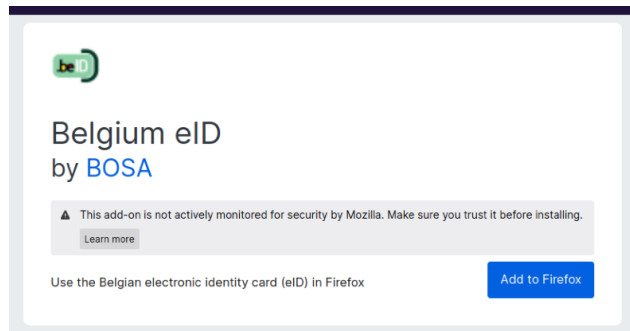 beID
Belgium eID
by BOSA
This add-on is not actively monitored for security by Mozilla. Make sure you trust it before installing.
Learn more
Use the Belgian electronic identity card (eID) in Firefox
Add to Firefox